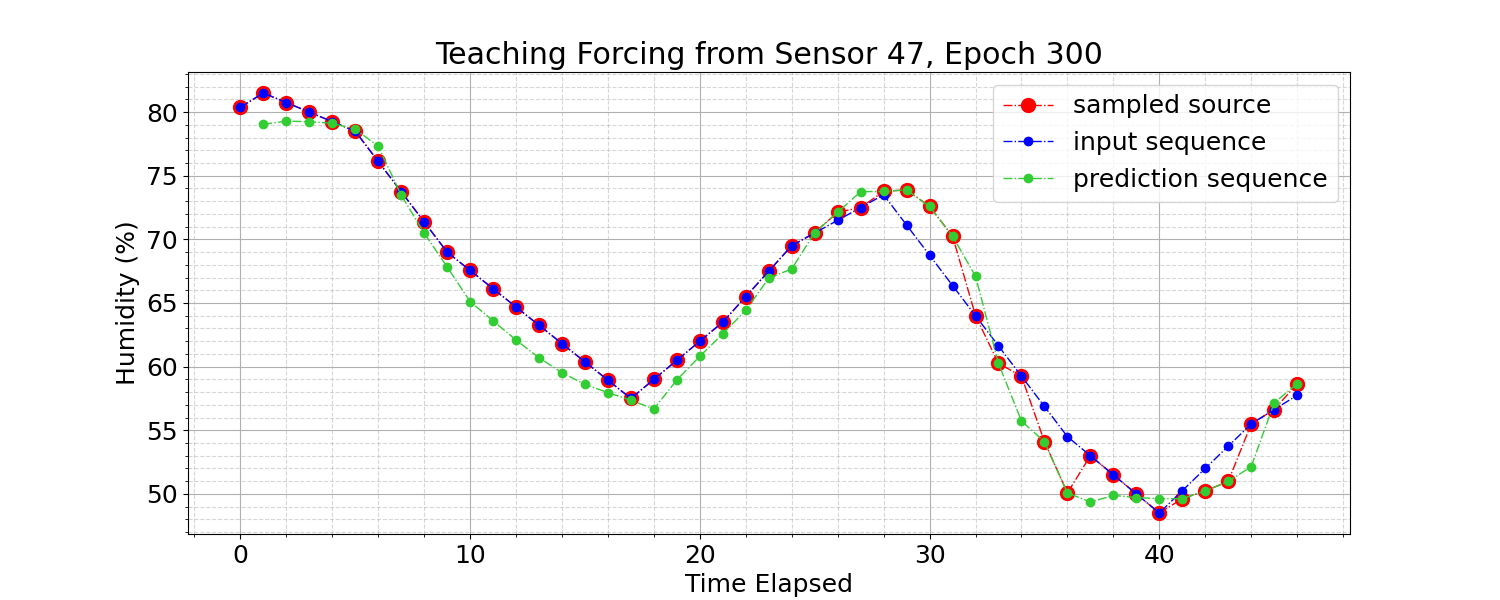 Teaching Forcing from Sensor 47, Epoch 300
sampled source
input sequence
prediction sequence
Humidity (%)
80
75
70
65
60
55
50
0 10 20 30 40
Time Elapsed